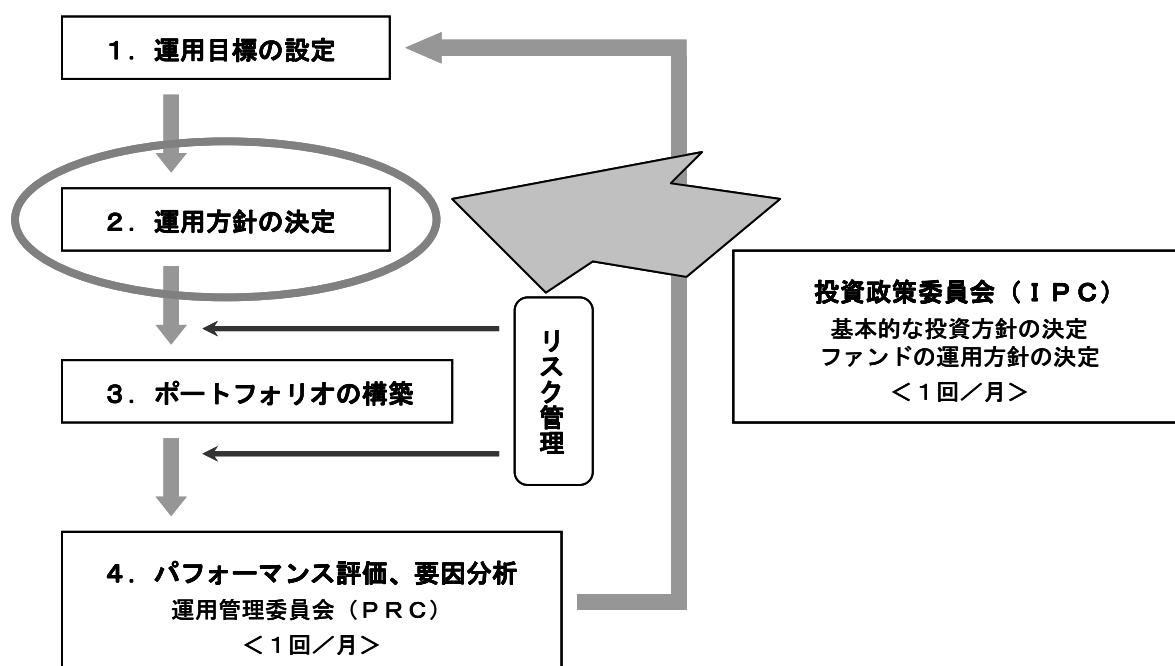 １．運用目標の設定
２．運用方針の決定
３．ポートフォリオの構築
４．パフォーマンス評価、要因分析
運用管理委員会（ＰＲＣ）
＜１回／月＞
リスク管理
投資政策委員会（ＩＰＣ）
基本的な投資方針の決定
ファンドの運用方針の決定
＜１回／月＞